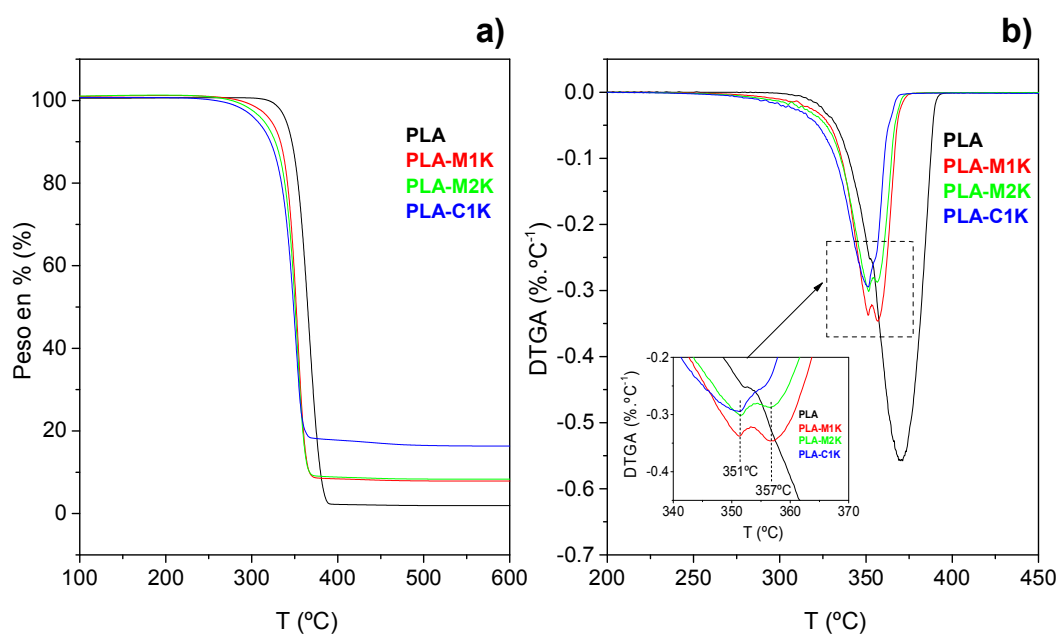 a)
Peso en % (%)
100
80
60
40
20
0
PLA
PLA-M1K
PLA-M2K
PLA-C1K
100 200 300 400 500 600
T (ºC)
b)
DTGA (%.ºC⁻¹)
0.0
-0.1
-0.2
-0.3
-0.4
-0.5
-0.6
-0.7
PLA
PLA-M1K
PLA-M2K
PLA-C1K
DTGA (%.ºC⁻¹)
-0.2
-0.3
-0.4
PLA
PLA-M1K
PLA-M2K
PLA-C1K
351ºC
357ºC
340 350 360 370
T (ºC)
200 250 300 350 400 450
T (ºC)